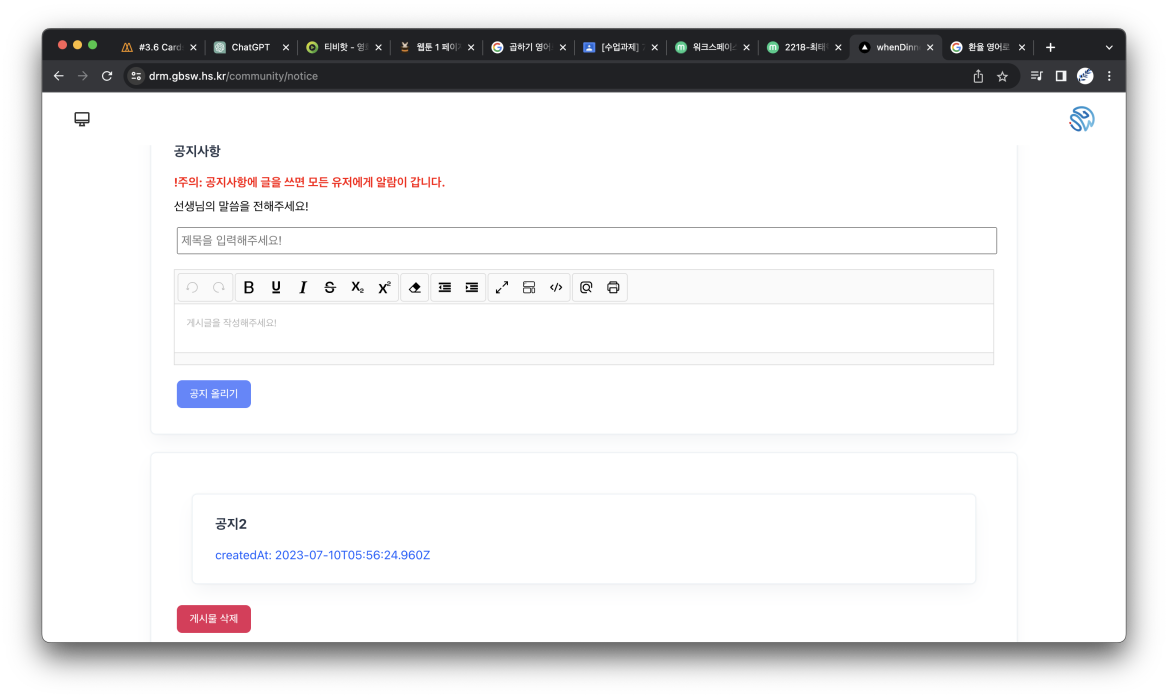 #3.6 Card
ChatGPT
티비핫 - 영
웹툰 1 페이지
곱하기 영어
[수업과제]
워크스페이스
2218-최태
whenDinn
환율 영어로
drm.gbsw.hs.kr/community/notice
공지사항
!주의: 공지사항에 글을 쓰면 모든 유저에게 알람이 갑니다.
선생님의 말씀을 전해주세요!
제목을 입력해주세요!
B U I S X₂ X²
게시글을 작성해주세요!
공지 올리기
공지2
createdAt: 2023-07-10T05:56:24.960Z
게시물 삭제